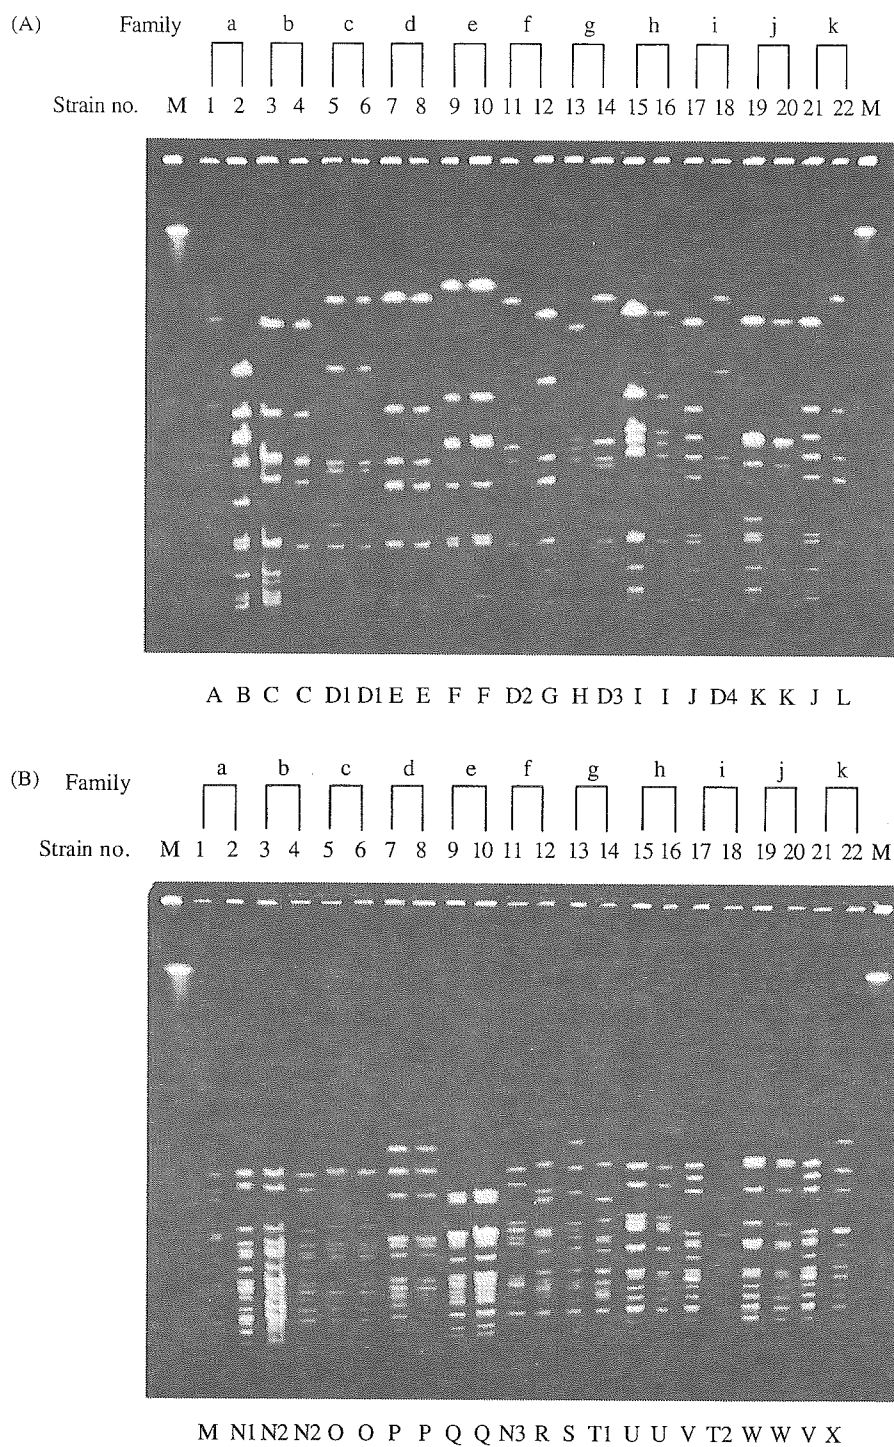 (A) Family a b c d e f g h i j k
Strain no. M 1 2 3 4 5 6 7 8 9 10 11 12 13 14 15 16 17 18 19 20 21 22 M
A B C C D1 D1 E E F F D2 G H D3 I I J D4 K K J L
(B) Family a b c d e f g h i j k
Strain no. M 1 2 3 4 5 6 7 8 9 10 11 12 13 14 15 16 17 18 19 20 21 22 M
M N1 N2 N2 O O P P Q Q N3 R S T1 U U V T2 W W V X